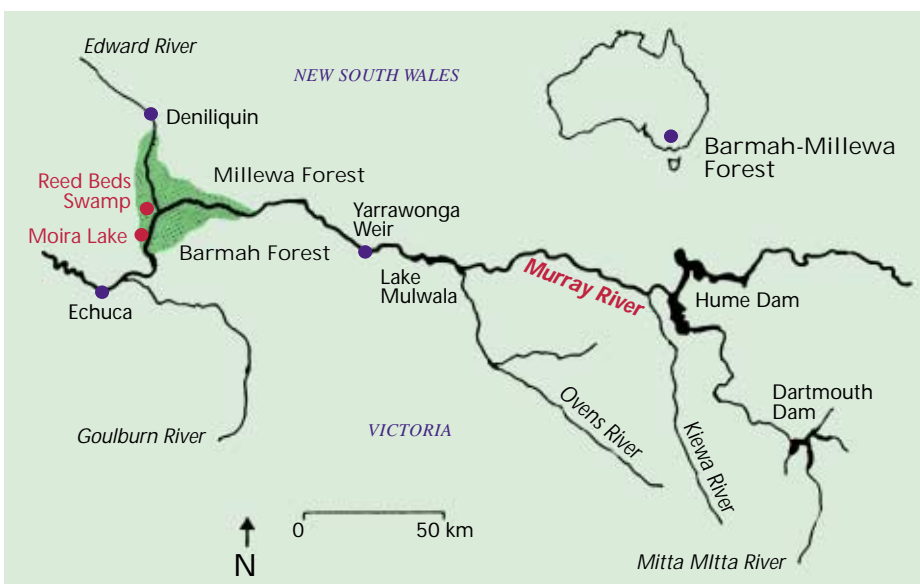 Edward River
NEW SOUTH WALES
Deniliquin
Barmah-Millewa
Forest
Reed Beds
Swamp
Millewa Forest
Moira Lake
Barmah Forest
Yarrawonga
Weir
Lake
Mulwala
Murray River
Hume Dam
Echuca
Goulburn River
VICTORIA
Ovens River
Kiewa River
Dartmouth
Dam
0
50 km
N
Mitta MItta River